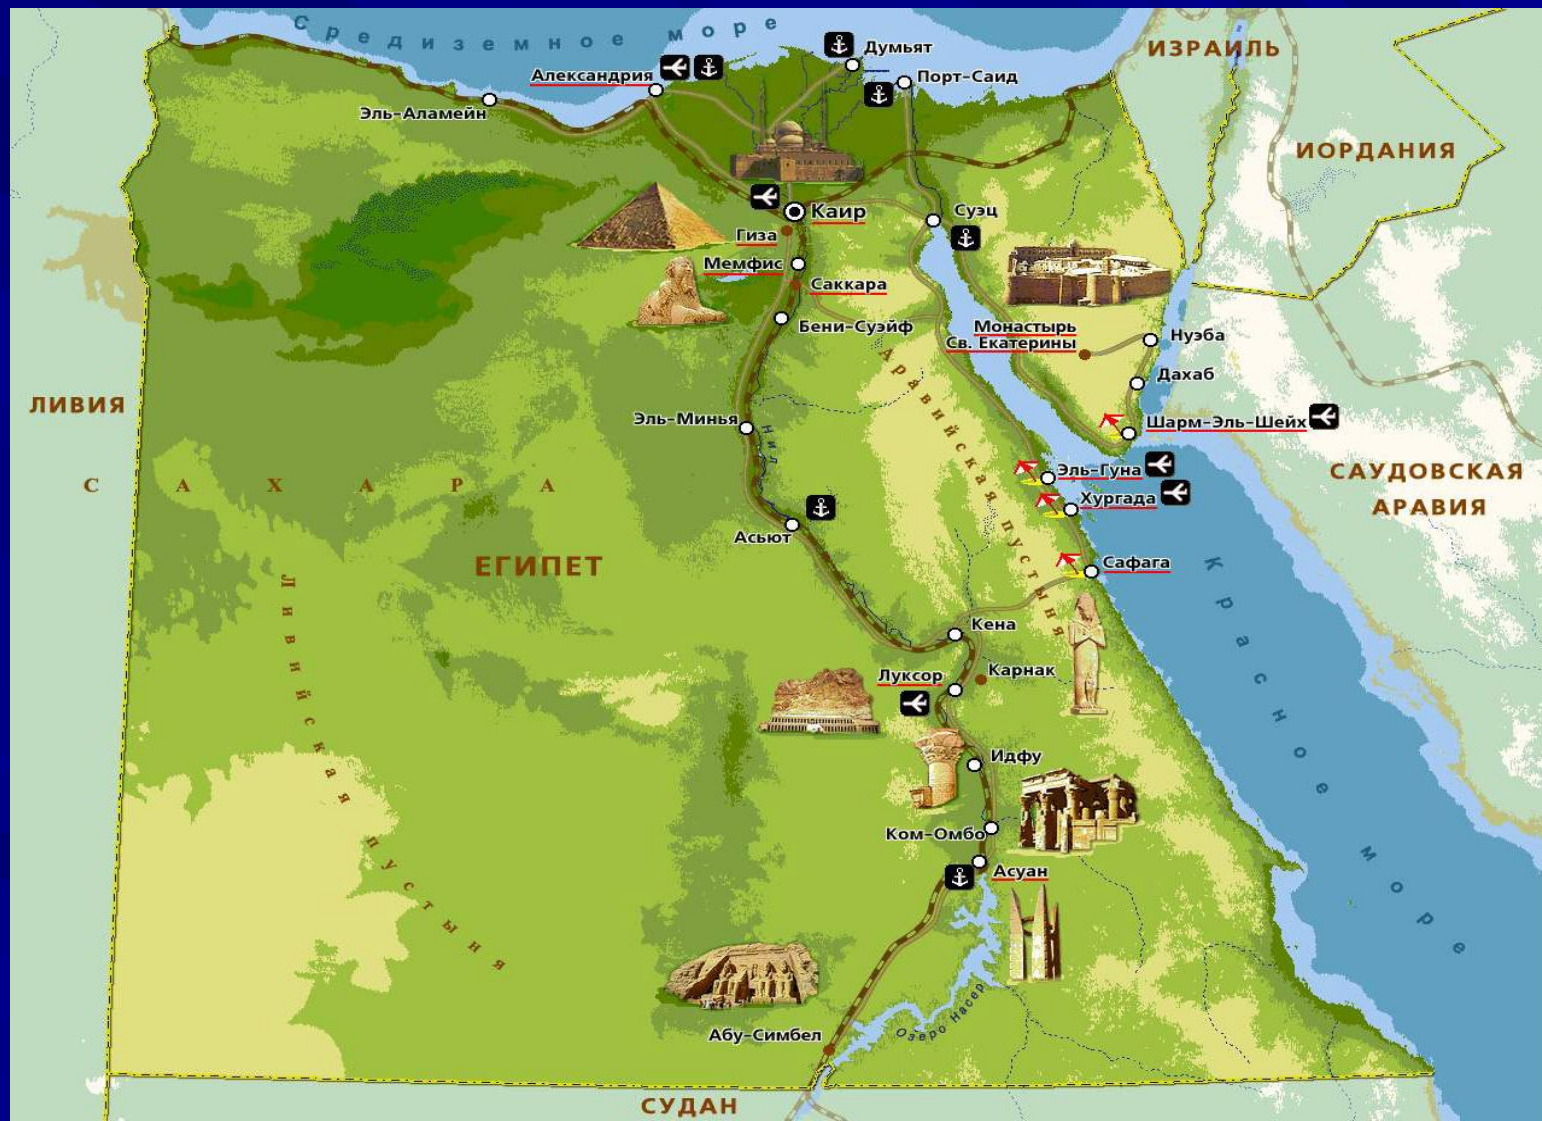 Средиземное море
ИЗРАИЛЬ
Думьят
Александрия
Порт-Саид
Эль-Аламейн
ИОРДАНИЯ
Каир
Суэц
Гиза
Мемфис
Саккара
Бени-Суэйф
Монастырь
Св. Екатерины
Нуэба
Дахаб
ЛИВИЯ
Аравийская пустыня
Эль-Минья
Нил
Шарм-Эль-Шейх
Эль-Гуна
САУДОВСКАЯ
АРАВИЯ
САХАРА
Хургада
Асьют
ЕГИПЕТ
Сафага
Красное море
Ливийская пустыня
Кена
Карнак
Луксор
Идфу
Ком-Омбо
Асуан
Озеро Насер
Абу-Симбел
СУДАН